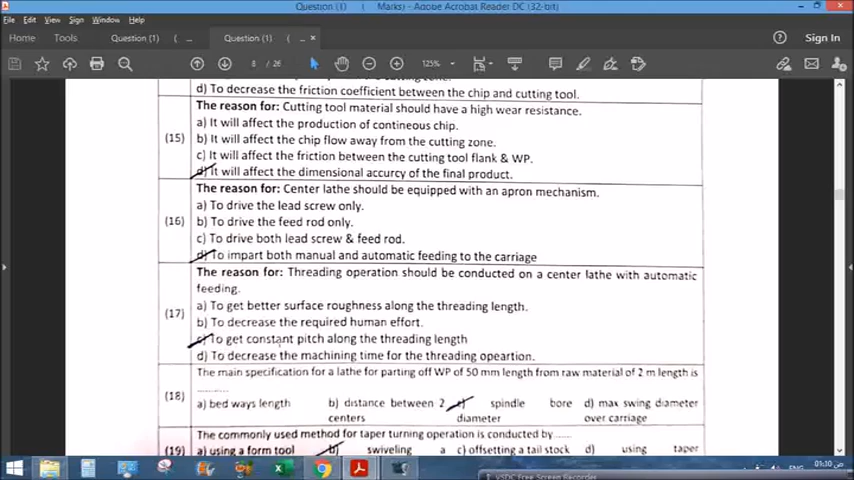 Question (1) Marks) - Adobe Acrobat Reader DC (32-bit)
File Edit View Sign Window Help
Home Tools Question (1) ( ... Question (1) ( ... × Sign In
8 / 26 125%
d) To decrease the friction coefficient between the chip and cutting tool.
(15) The reason for: Cutting tool material should have a high wear resistance.
a) It will affect the production of contineous chip.
b) It will affect the chip flow away from the cutting zone.
c) It will affect the friction between the cutting tool flank & WP.
d) It will affect the dimensional accurcy of the final product.
(16) The reason for: Center lathe should be equipped with an apron mechanism.
a) To drive the lead screw only.
b) To drive the feed rod only.
c) To drive both lead screw & feed rod.
d) To impart both manual and automatic feeding to the carriage
(17) The reason for: Threading operation should be conducted on a center lathe with automatic
feeding.
a) To get better surface roughness along the threading length.
b) To decrease the required human effort.
c) To get constant pitch along the threading length
d) To decrease the machining time for the threading opeartion.
(18) The main specification for a lathe for parting off WP of 50 mm length from raw material of 2 m length is
............
a) bed ways length b) distance between 2 c) spindle bore d) max swing diameter
centers diameter over carriage
(19) The commonly used method for taper turning operation is conducted by......
a) using a form tool b) swiveling a c) offsetting a tail stock d) using taper
VSDC Free Screen Recorder
ENG 01:30 ص